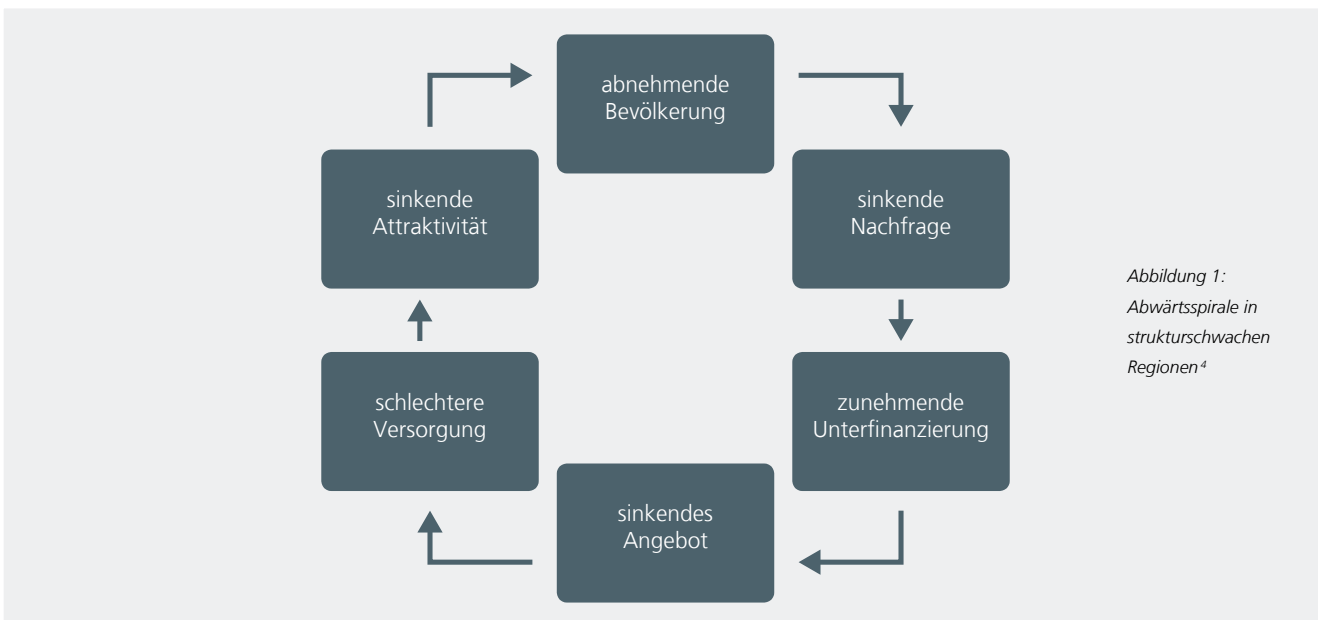 abnehmende
Bevölkerung
sinkende
Nachfrage
zunehmende
Unterfinanzierung
sinkendes
Angebot
schlechtere
Versorgung
sinkende
Attraktivität
Abbildung 1:
Abwärtsspirale in
strukturschwachen
Regionen⁴